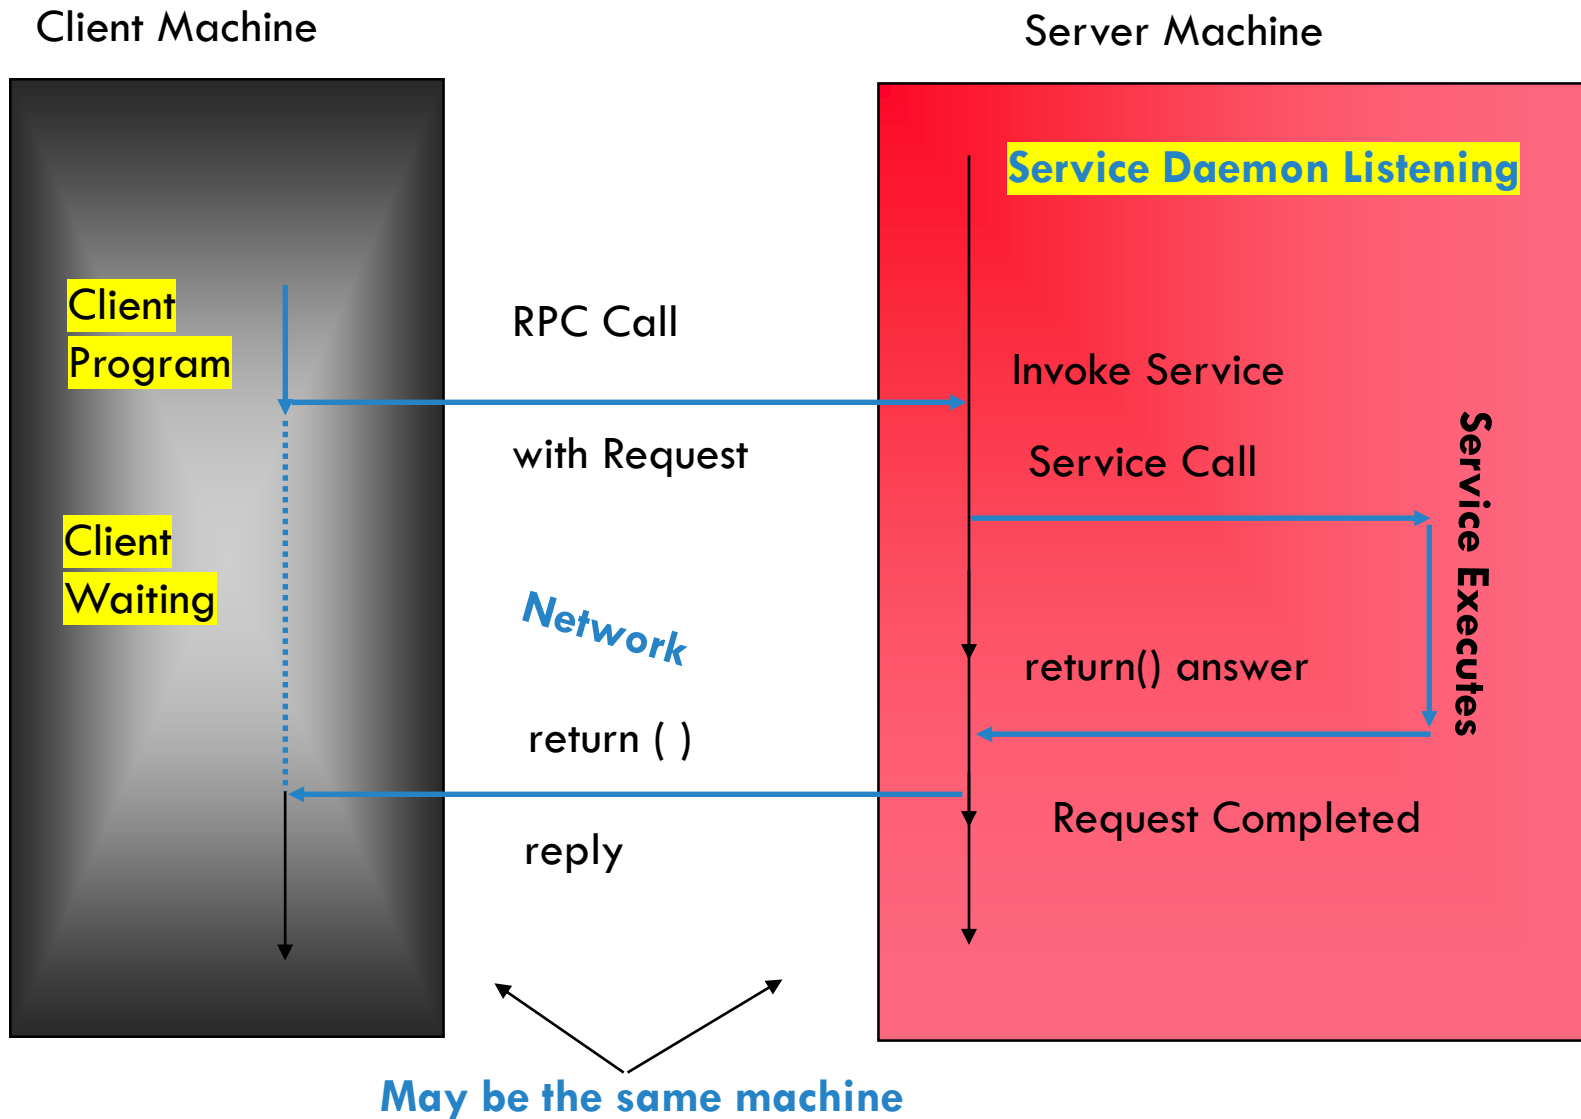 Client Machine
Server Machine
Service Daemon Listening
Client
Program
RPC Call
Invoke Service
with Request
Service Call
Service Executes
Client
Waiting
Network
return() answer
return ( )
Request Completed
reply
May be the same machine